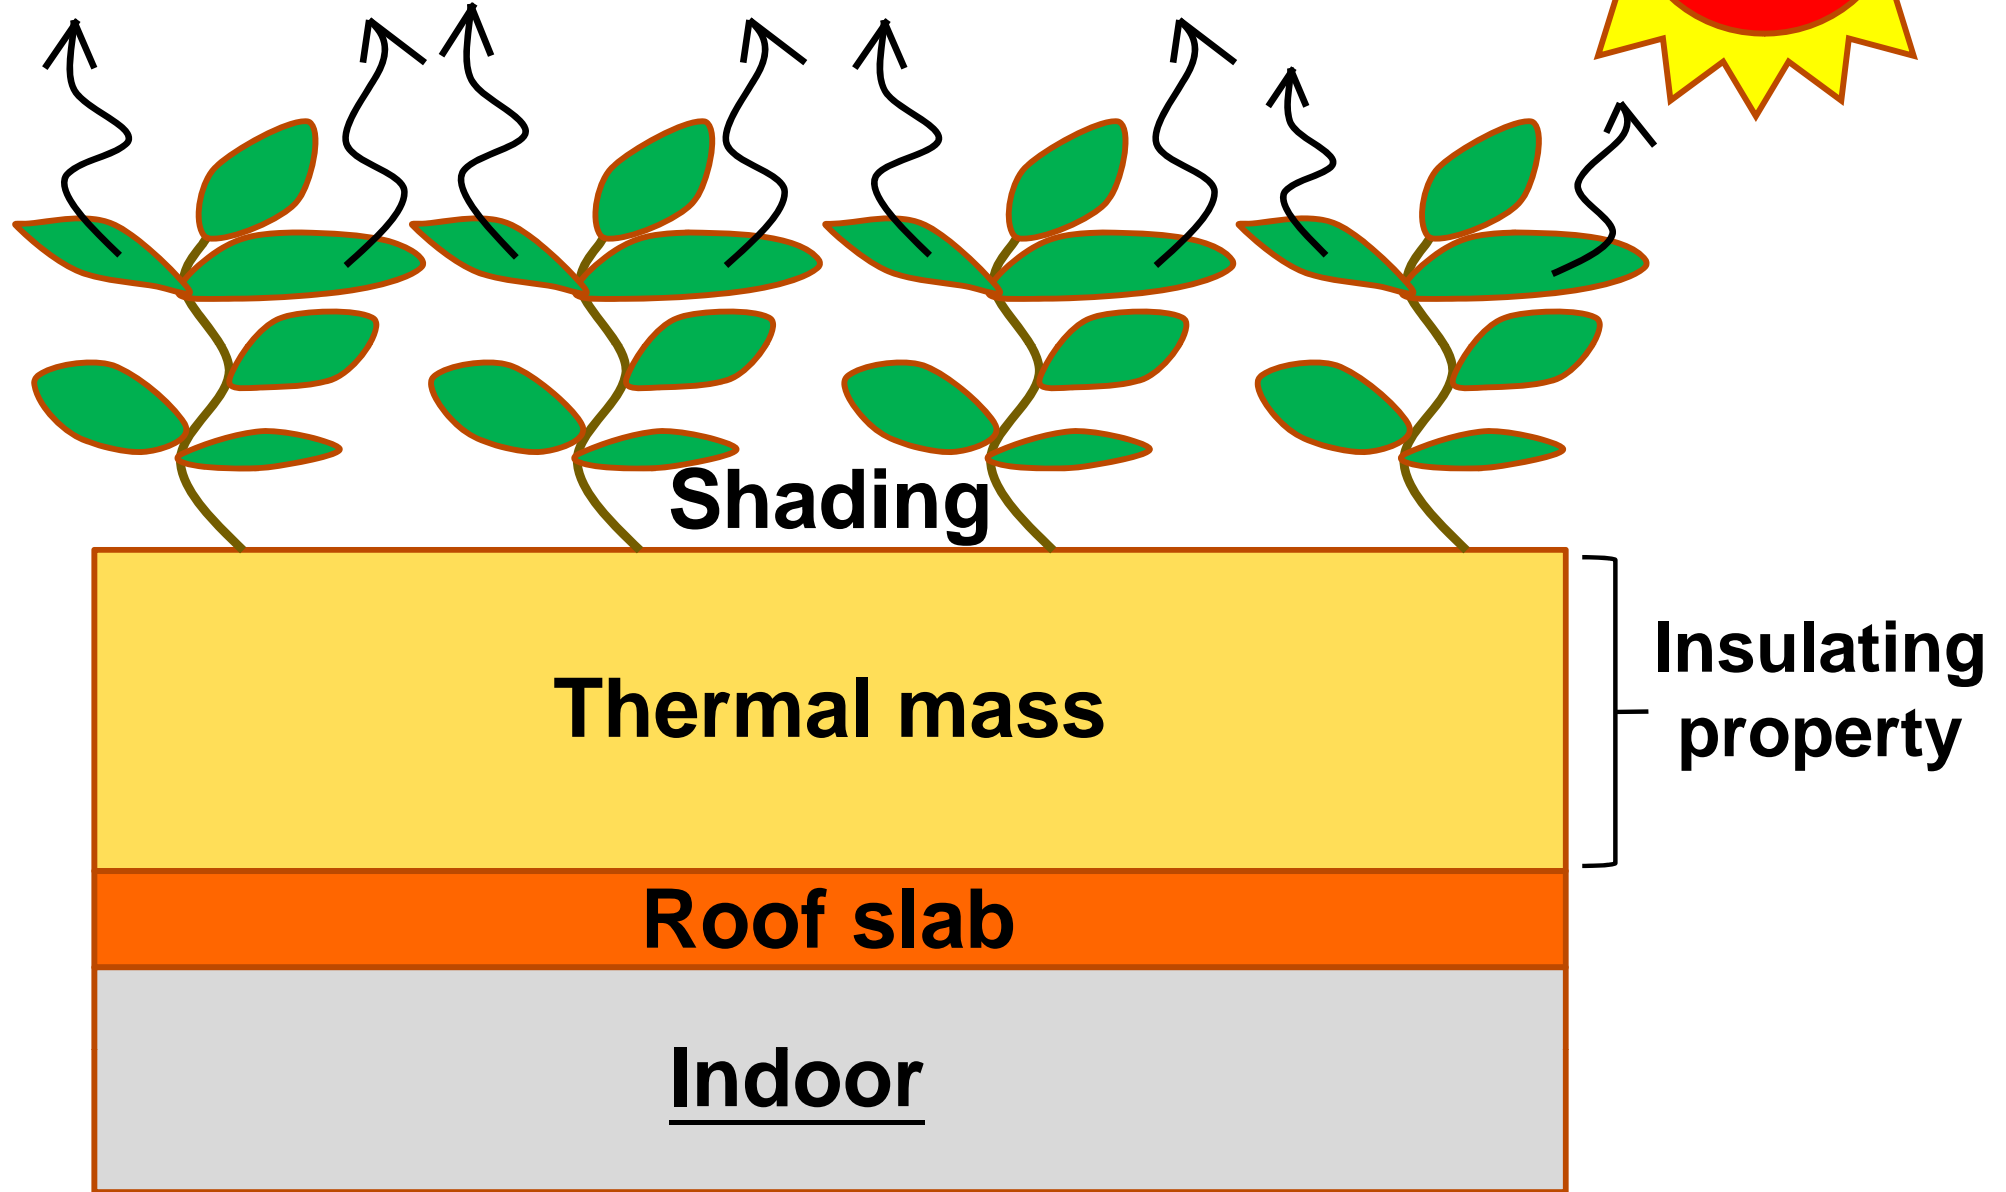 Shading
Thermal mass
Insulating
property
Roof slab
Indoor